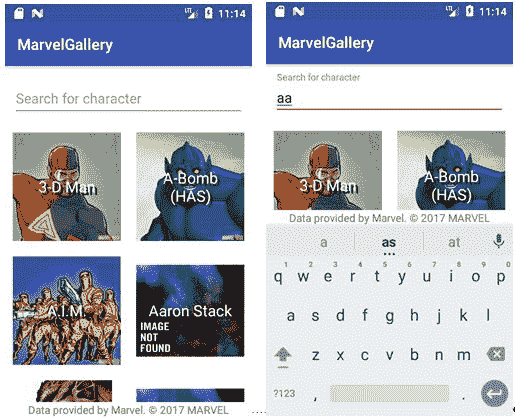 11:14
MarvelGallery
Search for character
3-D Man
A-Bomb
(HAS)
A.I.M.
Aaron Stack
IMAGE
NOT
FOUND
Data provided by Marvel. © 2017 MARVEL
LTE 11:14
MarvelGallery
Search for character
aa
3-D Man
A-Bomb
(HAS)
Data provided by Marvel. © 2017 MARVEL
a as at
1 2 3 4 5 6 7 8 9 0
q w e r t y u i o p
a s d f g h j k l
z x c v b n m
?123 , .